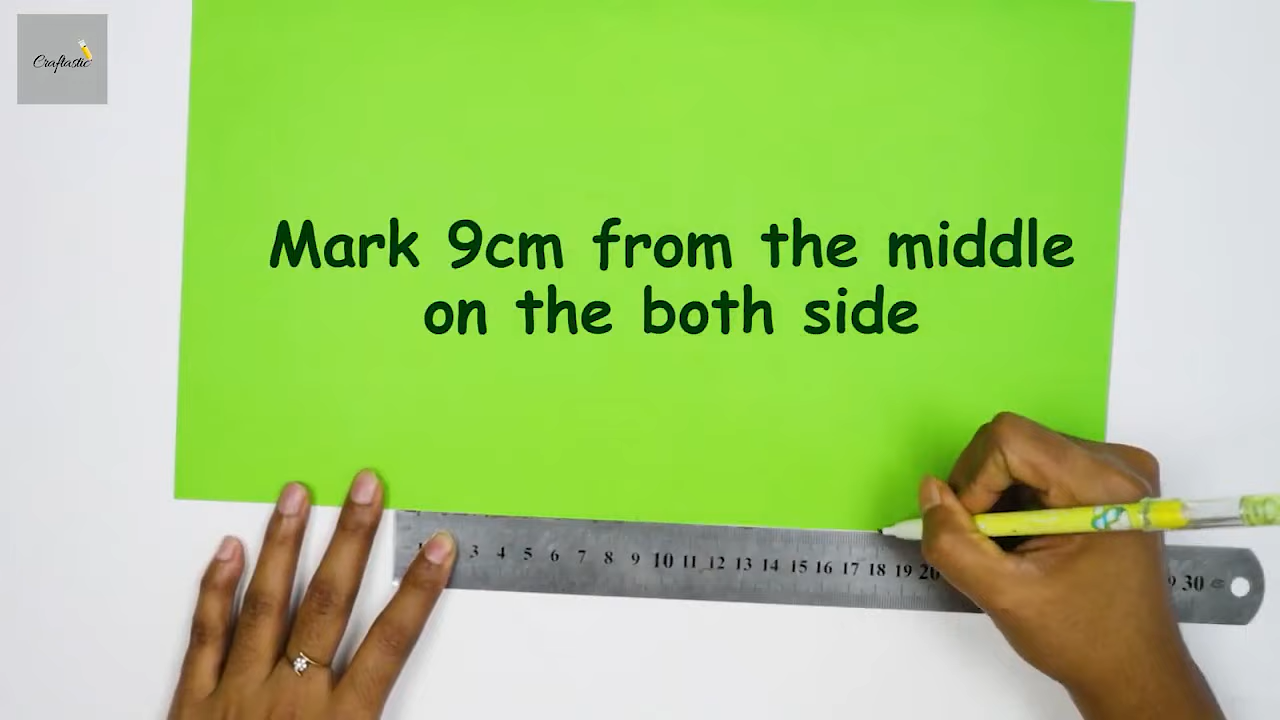 Craftastic
Mark 9cm from the middle
on the both side
3 4 5 6 7 8 9 10 11 12 13 14 15 16 17 18 19 20 30